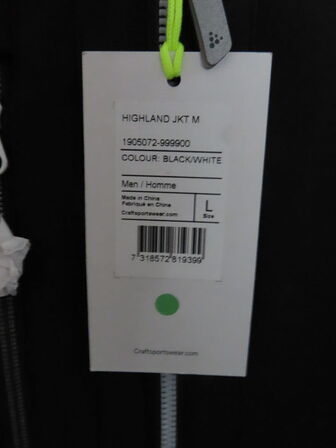 HIGHLAND JKT M
1905072-999900
COLOUR: BLACK/WHITE
Men / Homme
Made in China
Fabriqué en China
Craftsportswear.com
L
Size
7 318572 819399
Craftsportswear.com